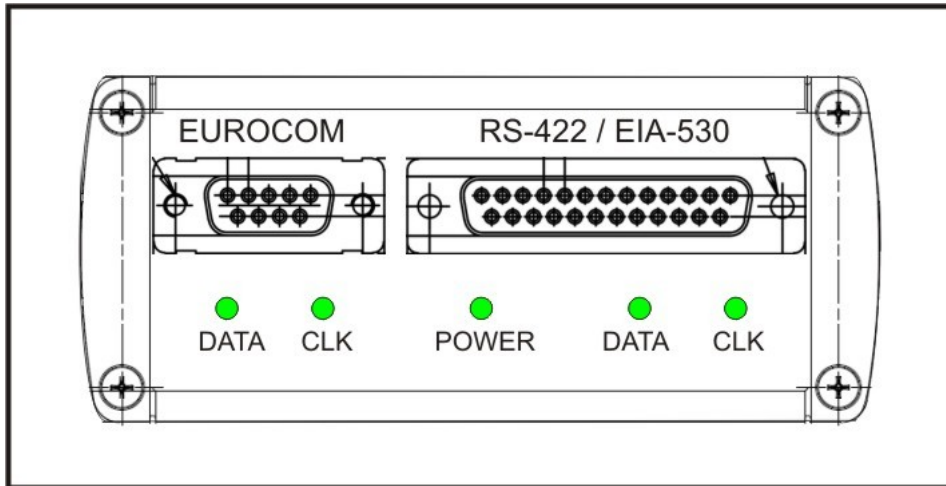 EUROCOM RS-422 / EIA-530
DATA CLK POWER DATA CLK